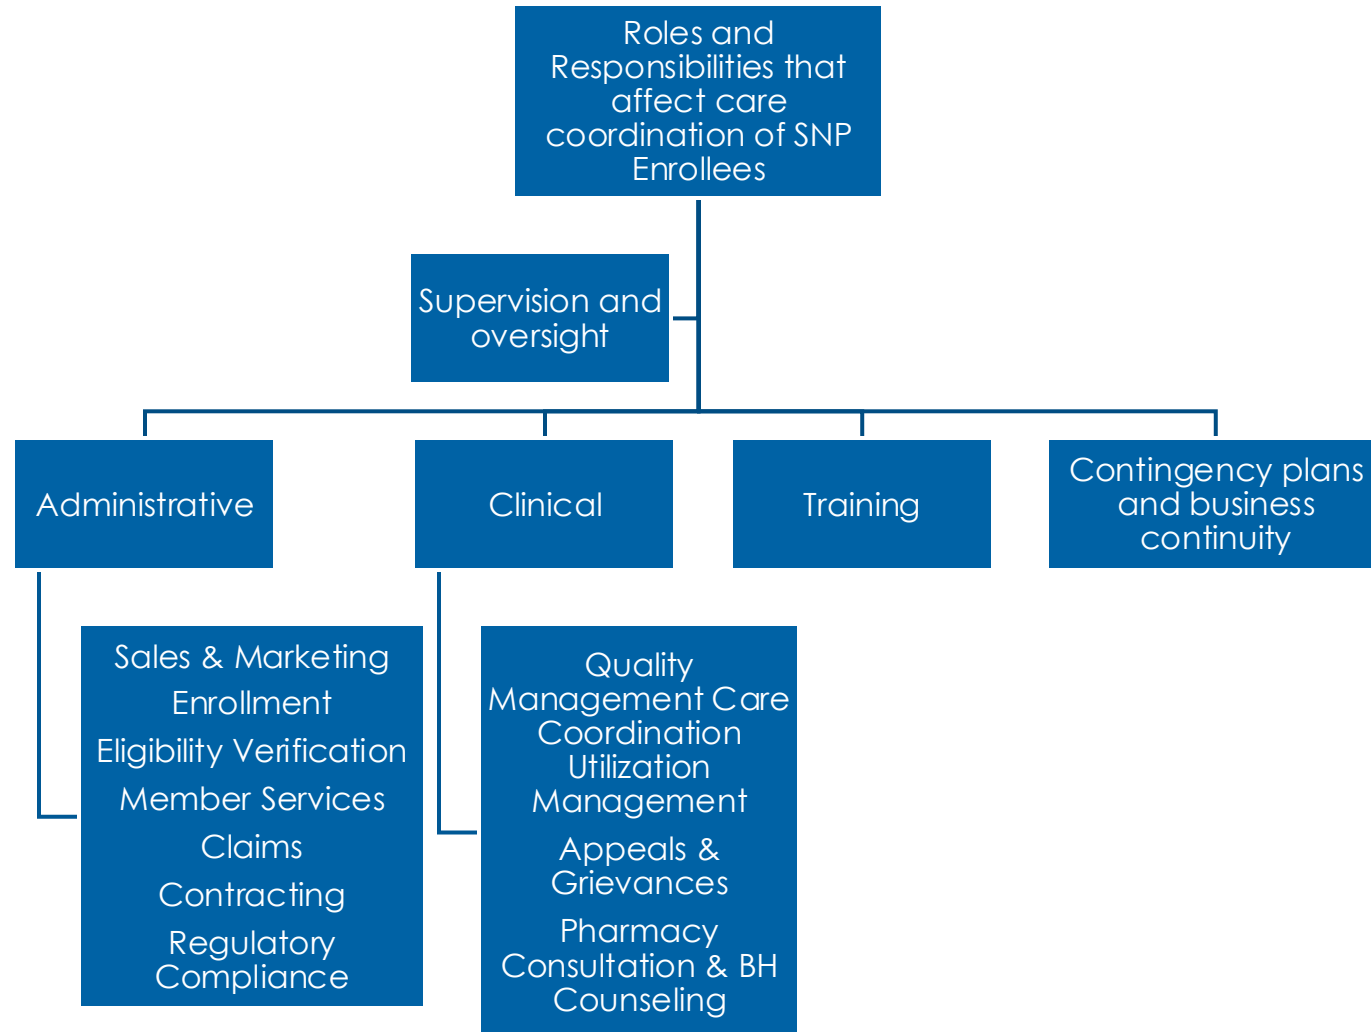 Roles and
Responsibilities that
affect care
coordination of SNP
Enrollees
Supervision and
oversight
Administrative
Clinical
Training
Contingency plans
and business
continuity
Sales & Marketing
Enrollment
Eligibility Verification
Member Services
Claims
Contracting
Regulatory
Compliance
Quality
Management Care
Coordination
Utilization
Management
Appeals &
Grievances
Pharmacy
Consultation & BH
Counseling